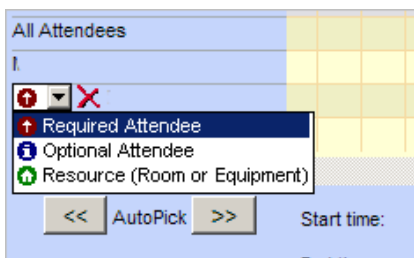 All Attendees
Required Attendee
Optional Attendee
Resource (Room or Equipment)
<< AutoPick >> Start time: